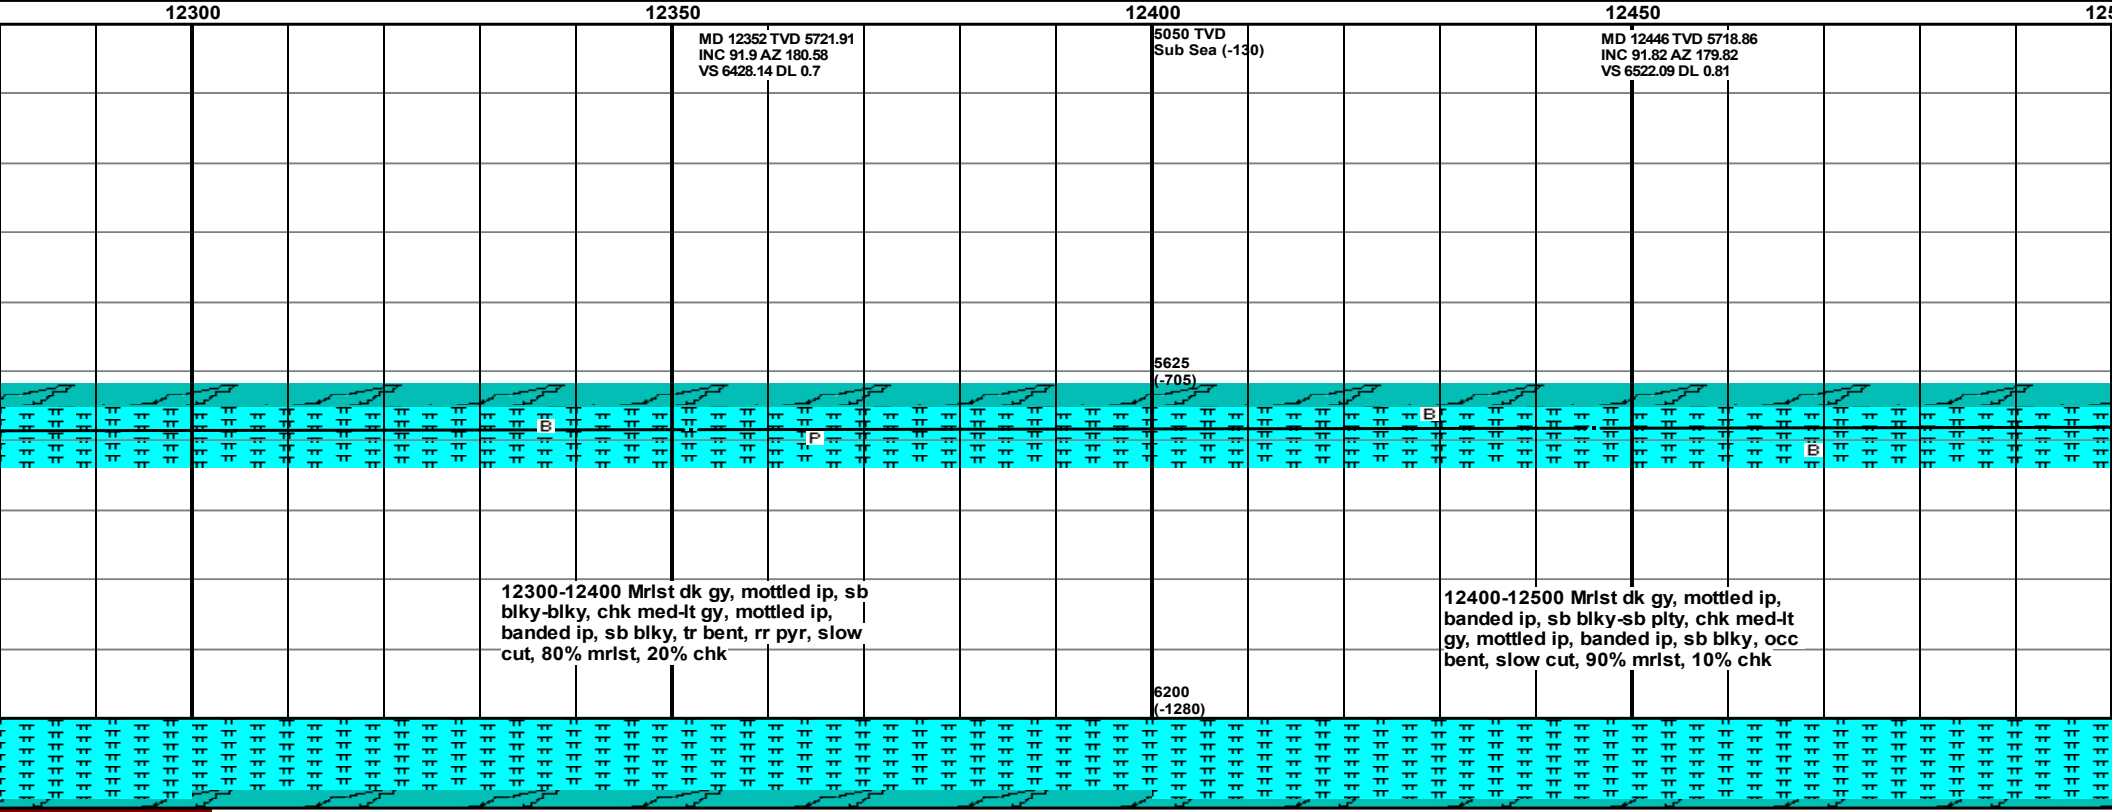 12300 12350 12400 12450 125
MD 12352 TVD 5721.91
INC 91.9 AZ 180.58
VS 6428.14 DL 0.7
5050 TVD
Sub Sea (-130)
MD 12446 TVD 5718.86
INC 91.82 AZ 179.82
VS 6522.09 DL 0.81
5625
(-705)
B
B
P
B
12300-12400 Mrlst dk gy, mottled ip, sb
blky-blky, chk med-lt gy, mottled ip,
banded ip, sb blky, tr bent, rr pyr, slow
cut, 80% mrlst, 20% chk
12400-12500 Mrlst dk gy, mottled ip,
banded ip, sb blky-sb plty, chk med-lt
gy, mottled ip, banded ip, sb blky, occ
bent, slow cut, 90% mrlst, 10% chk
6200
(-1280)